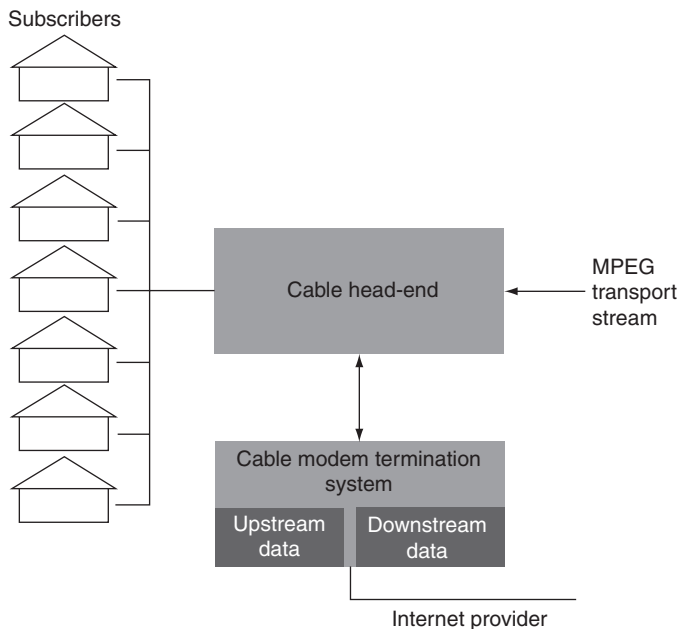 Subscribers
Cable head-end
MPEG
transport
stream
Cable modem termination
system
Upstream
data
Downstream
data
Internet provider